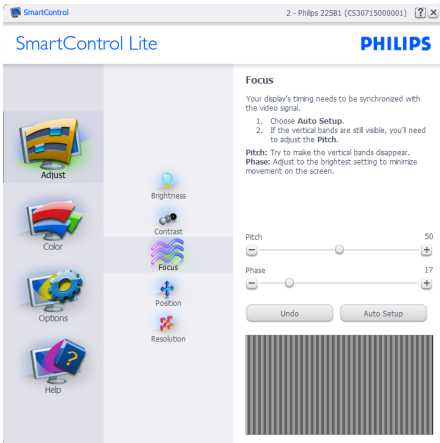 SmartControl
2 - Philips 225B1 (CS30715000001)
?
×
SmartControl Lite
PHILIPS
Adjust
Color
Options
Help
Brightness
Contrast
Focus
Position
Resolution
Focus
Your display's timing needs to be synchronized with
the video signal.
1. Choose Auto Setup.
2. If the vertical bands are still visible, you'll need
to adjust the Pitch.
Pitch: Try to make the vertical bands disappear.
Phase: Adjust to the brightest setting to minimize
movement on the screen.
Pitch 50
Phase 17
Undo
Auto Setup